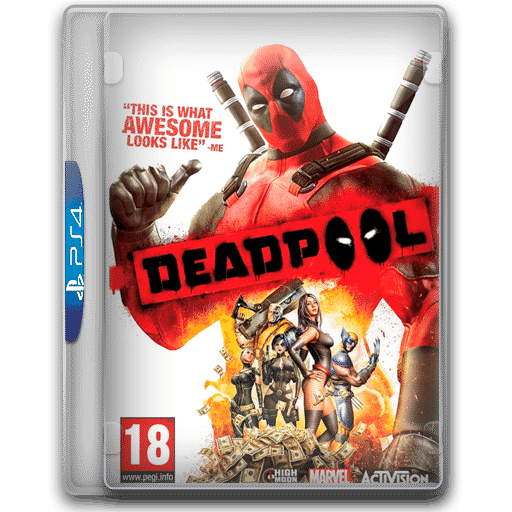 "THIS IS WHAT
AWESOME
LOOKS LIKE" -ME
PS4
DEADPOOL
18
www.pegi.info
HIGH
MOON
MARVEL
ACTIVISION